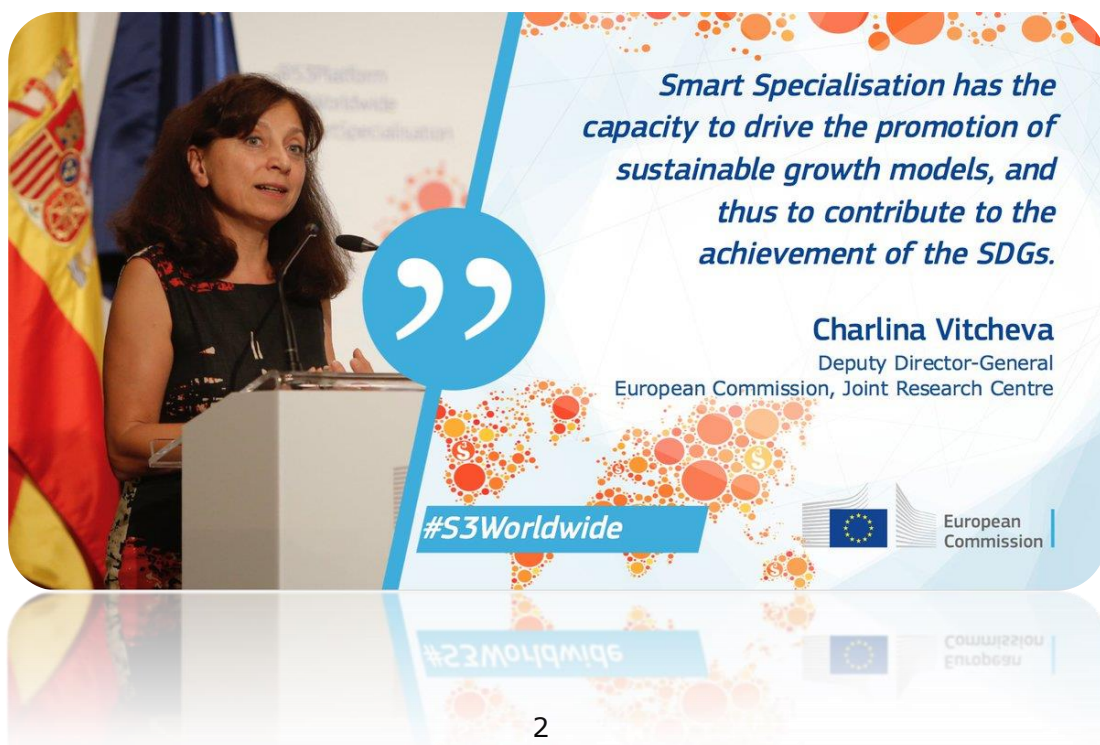 #S3Platform
Smart Specialisation has the
capacity to drive the promotion of
sustainable growth models, and
thus to contribute to the
achievement of the SDGs.
Charlina Vitcheva
Deputy Director-General
European Commission, Joint Research Centre
#S3Worldwide
European
Commission
2